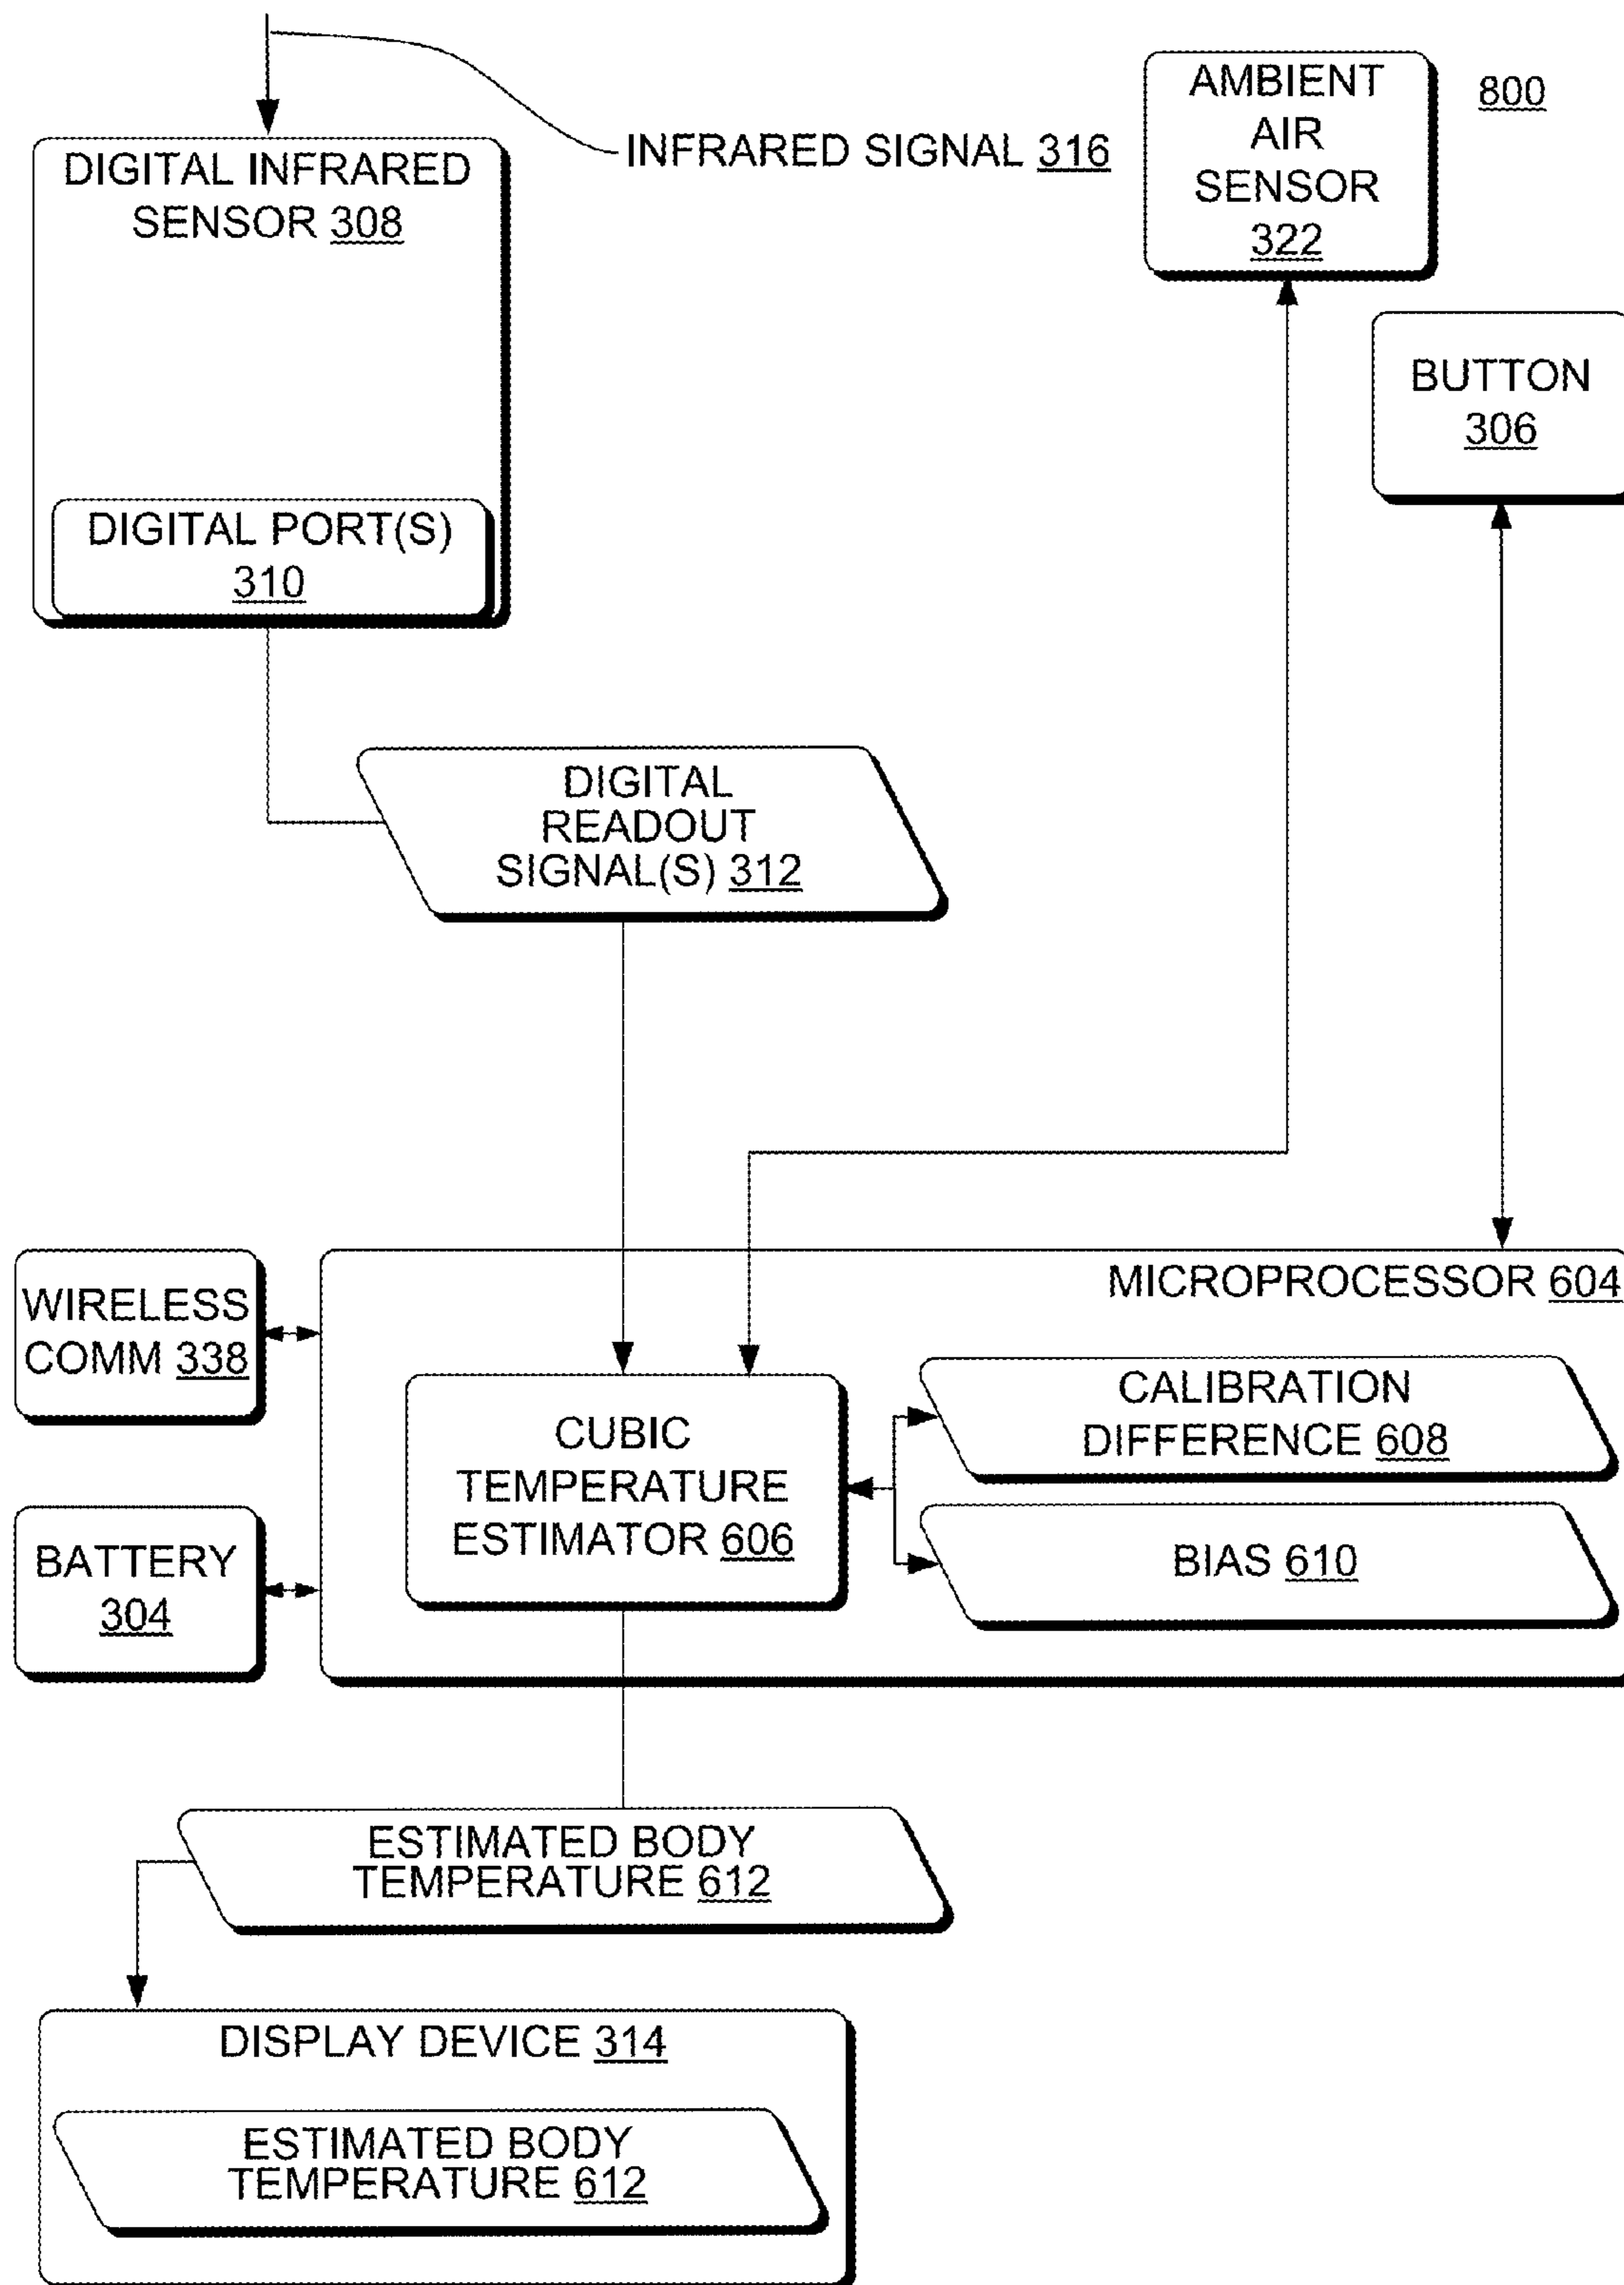 INFRARED SIGNAL 316
DIGITAL INFRARED
SENSOR 308
DIGITAL PORT(S)
310
AMBIENT
AIR
SENSOR
322
800
BUTTON
306
DIGITAL
READOUT
SIGNAL(S) 312
WIRELESS
COMM 338
BATTERY
304
MICROPROCESSOR 604
CUBIC
TEMPERATURE
ESTIMATOR 606
CALIBRATION
DIFFERENCE 608
BIAS 610
ESTIMATED BODY
TEMPERATURE 612
DISPLAY DEVICE 314
ESTIMATED BODY
TEMPERATURE 612